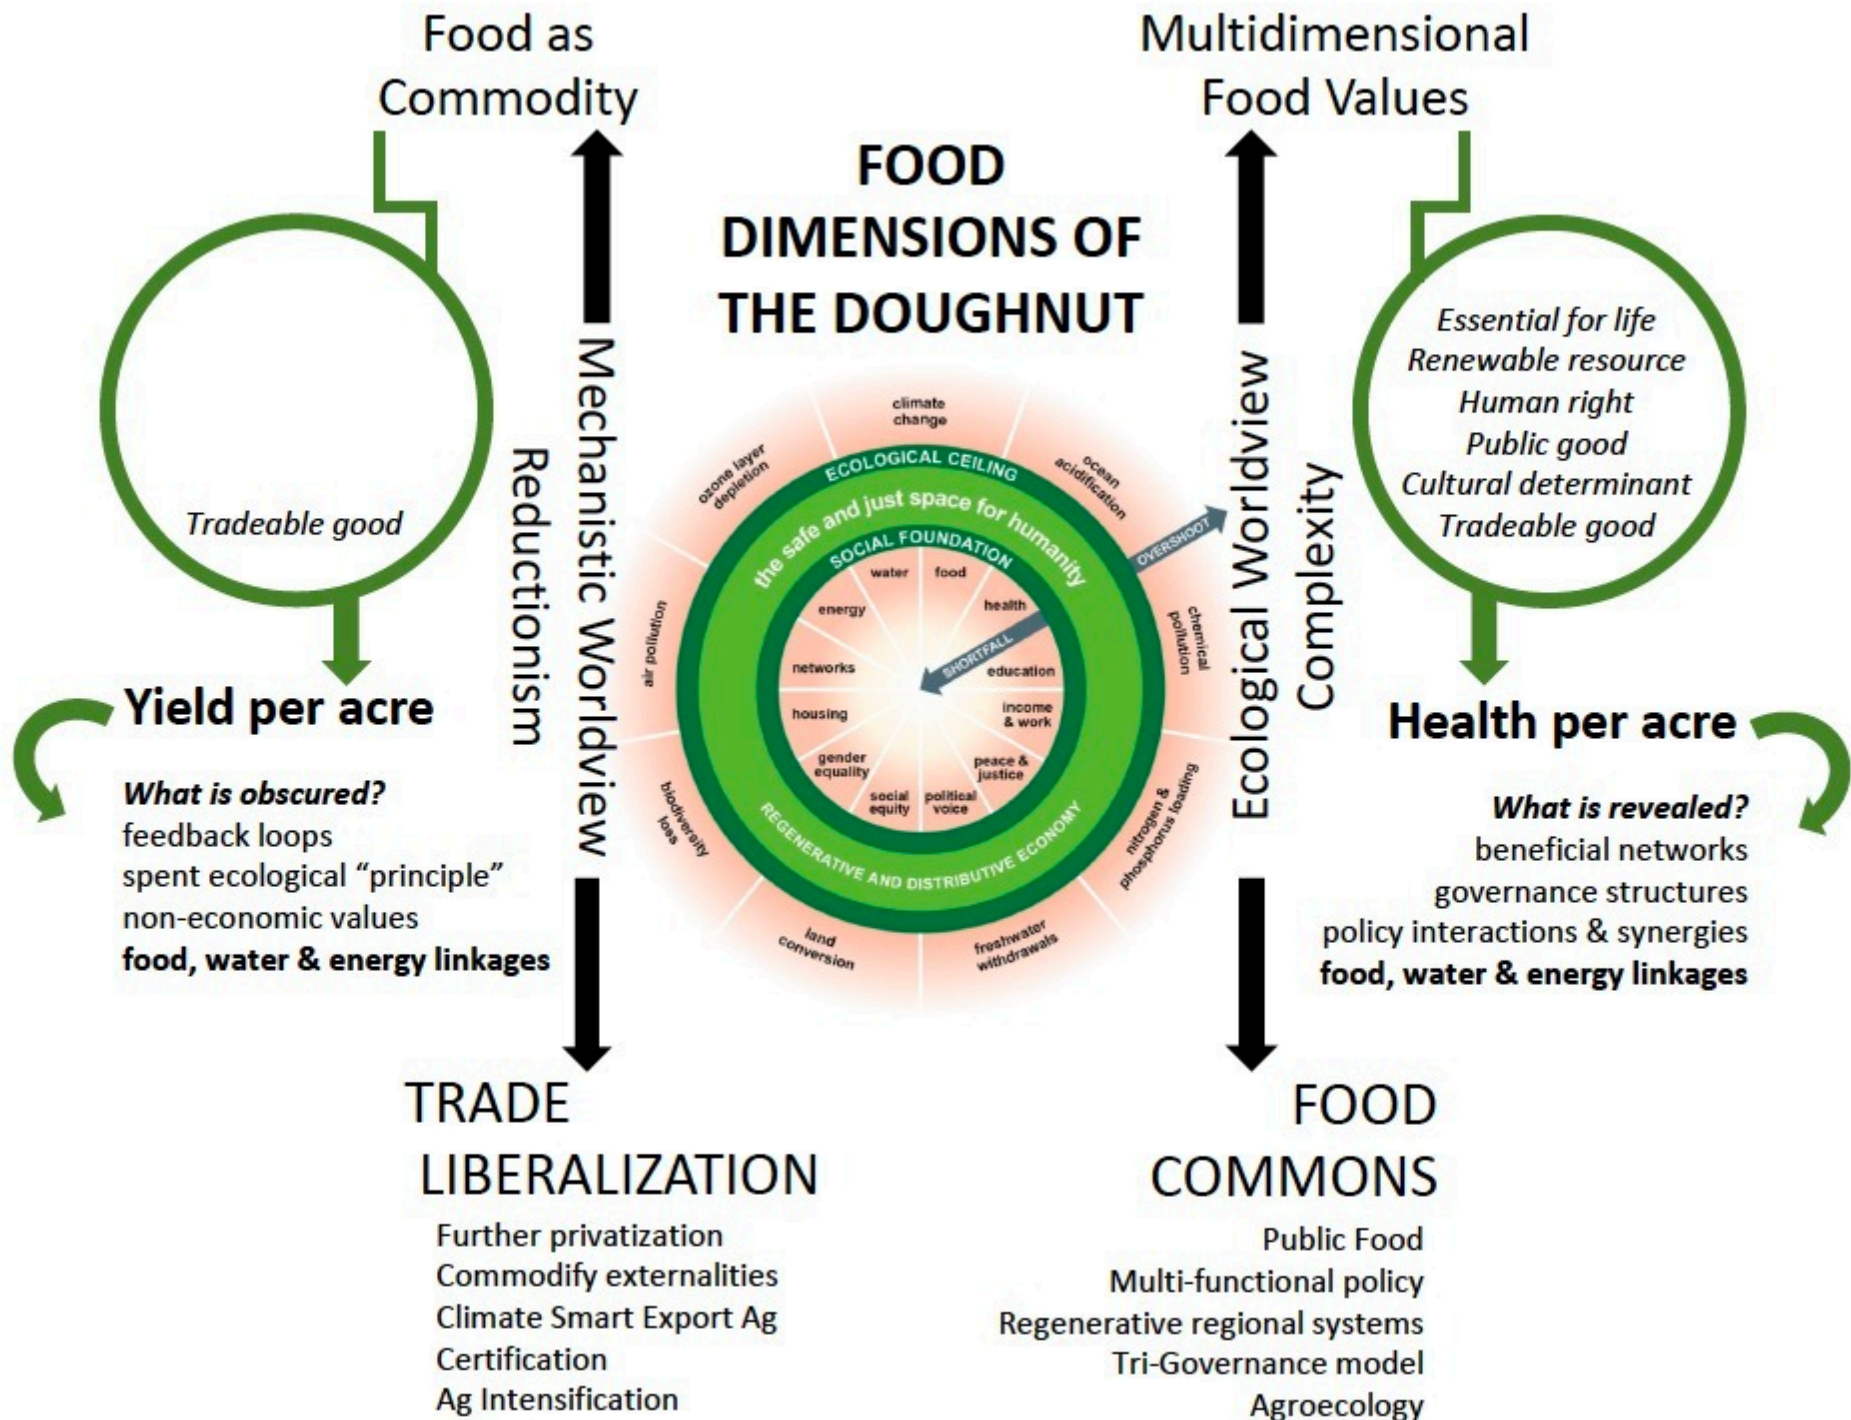 Food as
Commodity
Multidimensional
Food Values
FOOD
DIMENSIONS OF
THE DOUGHNUT
Tradeable good
Yield per acre
What is obscured?
feedback loops
spent ecological “principle”
non-economic values
food, water & energy linkages
Reductionism
Mechanistic Worldview
climate
change
ocean
acidification
chemical
pollution
nitrogen &
phosphorus loading
freshwater
withdrawals
land
conversion
biodiversity
loss
air pollution
ozone layer
depletion
ECOLOGICAL CEILING
the safe and just space for humanity
SOCIAL FOUNDATION
OVERSHOOT
SHORTFALL
water
food
energy
health
networks
education
housing
income
& work
gender
equality
peace &
justice
social
equity
political
voice
REGENERATIVE AND DISTRIBUTIVE ECONOMY
Ecological Worldview
Complexity
Essential for life
Renewable resource
Human right
Public good
Cultural determinant
Tradeable good
Health per acre
What is revealed?
beneficial networks
governance structures
policy interactions & synergies
food, water & energy linkages
TRADE
LIBERALIZATION
Further privatization
Commodify externalities
Climate Smart Export Ag
Certification
Ag Intensification
FOOD
COMMONS
Public Food
Multi-functional policy
Regenerative regional systems
Tri-Governance model
Agroecology